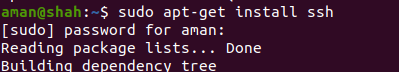 aman@shah:~$ sudo apt-get install ssh
[sudo] password for aman:
Reading package lists... Done
Building dependency tree